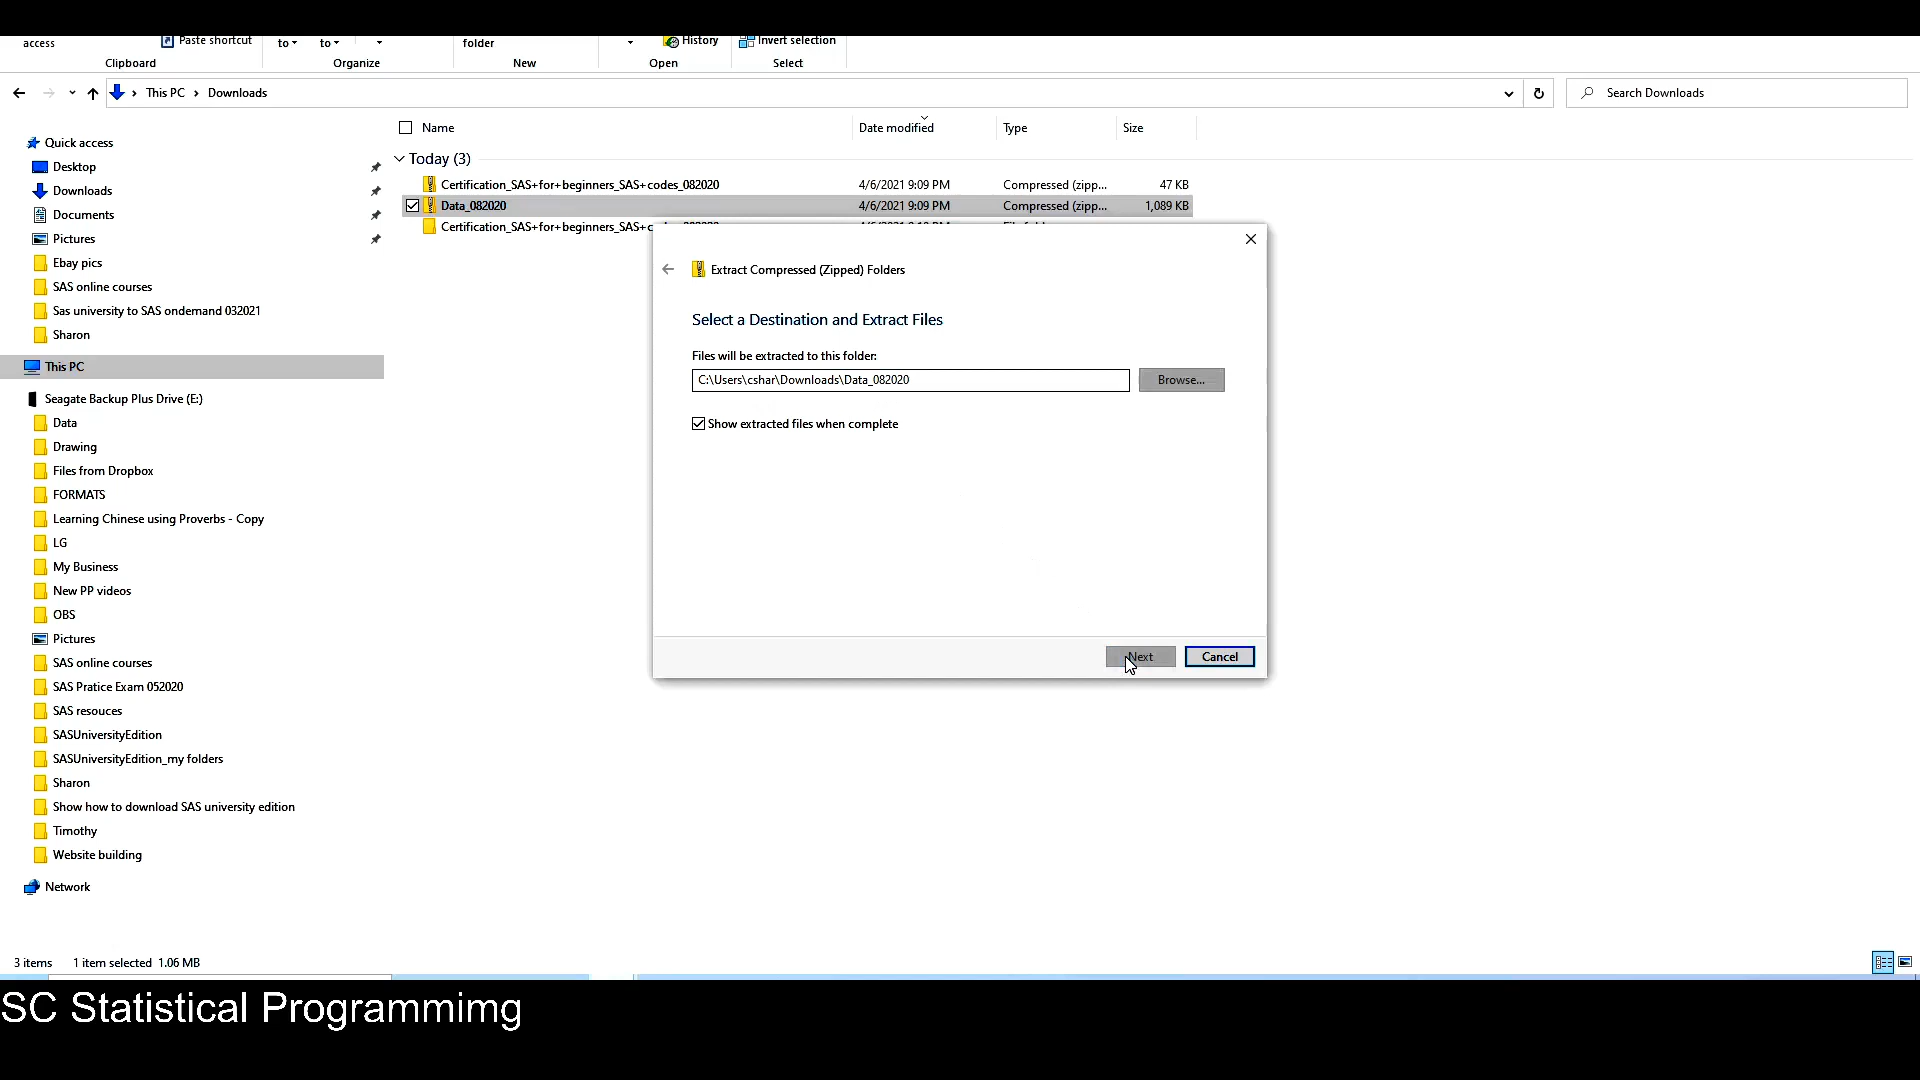 access
Paste shortcut
to
to
folder
History
Invert selection
Clipboard
Organize
New
Open
Select
This PC
Downloads
Search Downloads
Name
Date modified
Type
Size
Today (3)
Certification_SAS+for+beginners_SAS+codes_082020 4/6/2021 9:09 PM Compressed (zipp... 47 KB
Data_082020 4/6/2021 9:09 PM Compressed (zipp... 1,089 KB
Certification_SAS+for+beginners_SAS+c
Quick access
Desktop
Downloads
Documents
Pictures
Ebay pics
SAS online courses
Sas university to SAS ondemand 032021
Sharon
This PC
Seagate Backup Plus Drive (E:)
Data
Drawing
Files from Dropbox
FORMATS
Learning Chinese using Proverbs - Copy
LG
My Business
New PP videos
OBS
Pictures
SAS online courses
SAS Pratice Exam 052020
SAS resouces
SASUniversityEdition
SASUniversityEdition_my folders
Sharon
Show how to download SAS university edition
Timothy
Website building
Network
Extract Compressed (Zipped) Folders
Select a Destination and Extract Files
Files will be extracted to this folder:
C:\Users\cshar\Downloads\Data_082020
Browse...
Show extracted files when complete
Next
Cancel
3 items 1 item selected 1.06 MB
SC Statistical Programmimg